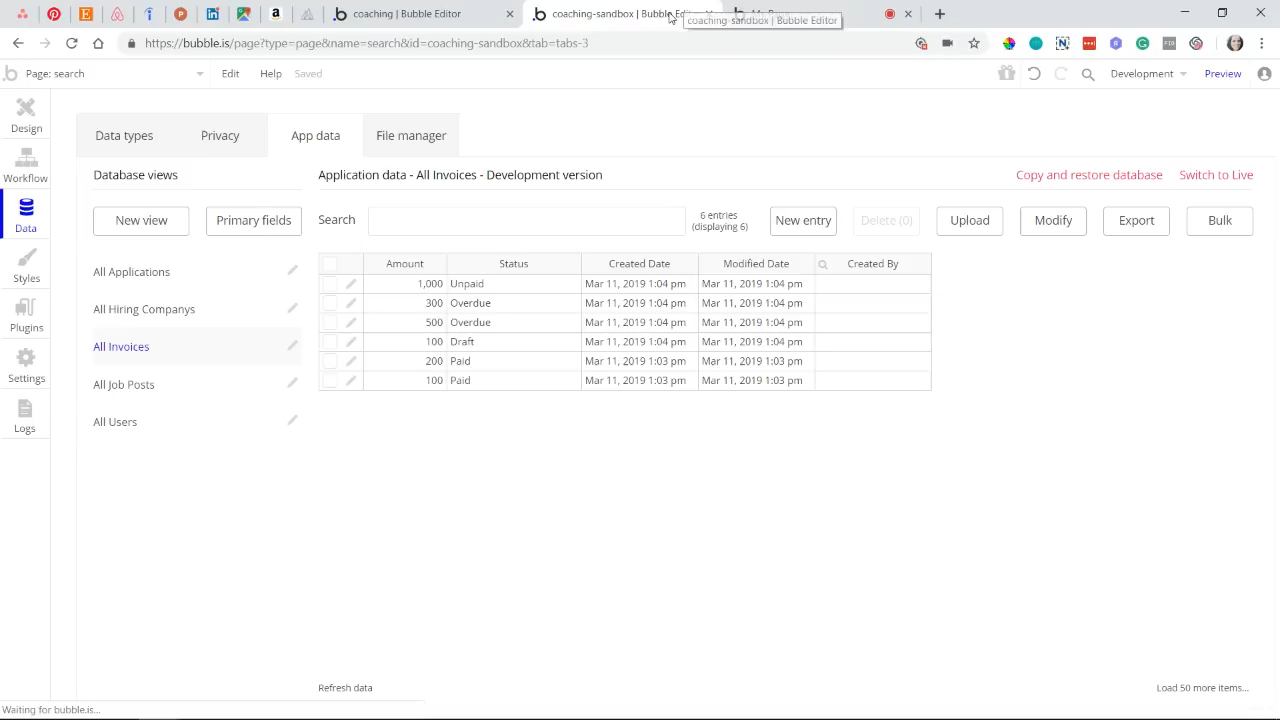 coaching | Bubble Editor
coaching-sandbox | Bubble Edito
coaching-sandbox | Bubble Editor
https://bubble.is/page?type=page&name=search&id=coaching-sandbox&tab=tabs-3
Page: search
Edit
Help
Saved
Development
Preview
Design
Workflow
Data
Styles
Plugins
Settings
Logs
Data types
Privacy
App data
File manager
Database views
Application data - All Invoices - Development version
Copy and restore database
Switch to Live
New view
Primary fields
Search
6 entries
(displaying 6)
New entry
Delete (0)
Upload
Modify
Export
Bulk
All Applications
All Hiring Companys
All Invoices
All Job Posts
All Users
Amount Status Created Date Modified Date Created By
1,000 Unpaid Mar 11, 2019 1:04 pm Mar 11, 2019 1:04 pm
300 Overdue Mar 11, 2019 1:04 pm Mar 11, 2019 1:04 pm
500 Overdue Mar 11, 2019 1:04 pm Mar 11, 2019 1:04 pm
100 Draft Mar 11, 2019 1:04 pm Mar 11, 2019 1:04 pm
200 Paid Mar 11, 2019 1:03 pm Mar 11, 2019 1:03 pm
100 Paid Mar 11, 2019 1:03 pm Mar 11, 2019 1:03 pm
Refresh data
Load 50 more items...
Waiting for bubble.is...